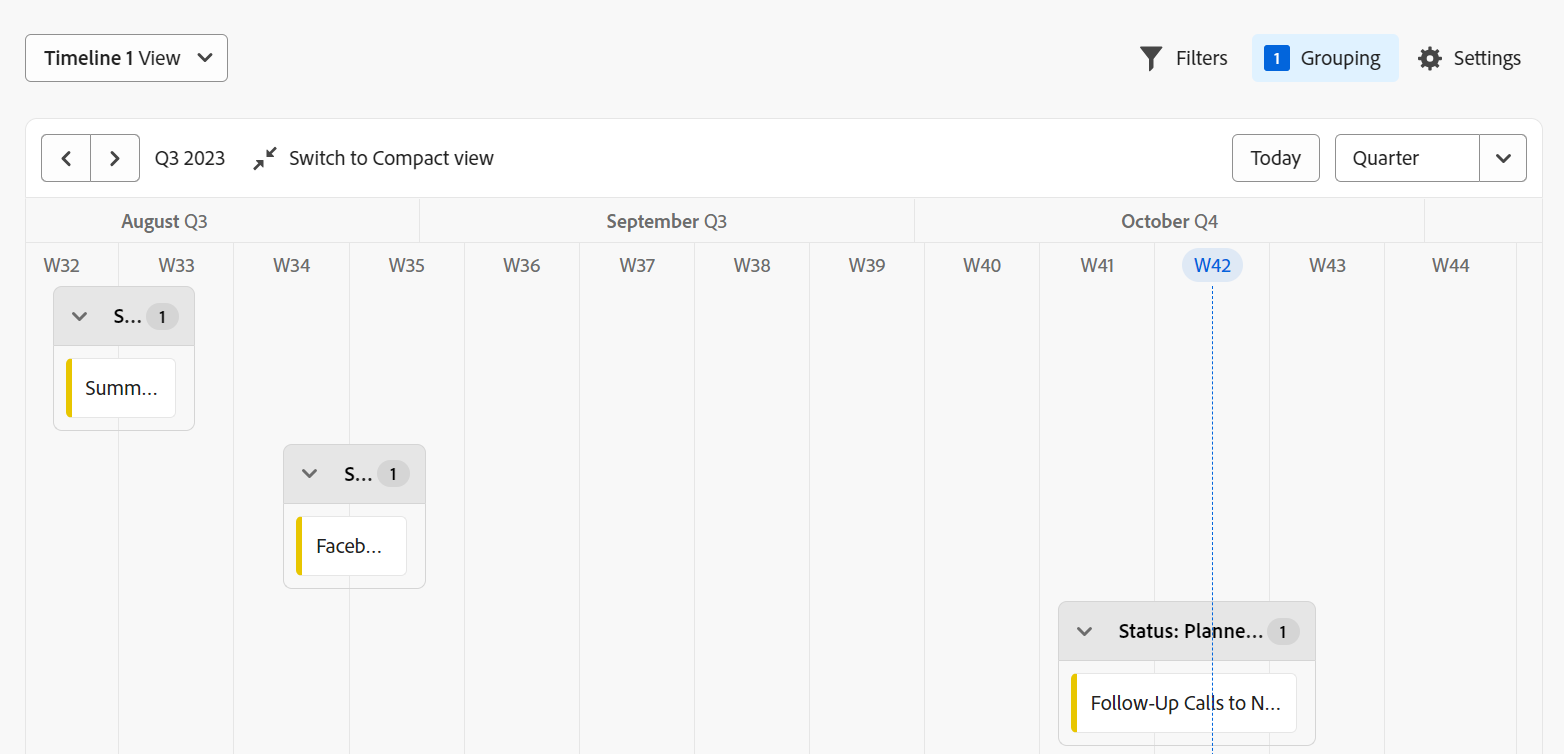 Timeline 1 View
Filters
1 Grouping
Settings
Q3 2023
Switch to Compact view
Today
Quarter
August Q3
September Q3
October Q4
W32 W33 W34 W35 W36 W37 W38 W39 W40 W41 W42 W43 W44
S... 1
Summ...
S... 1
Faceb...
Status: Planne... 1
Follow-Up Calls to N...